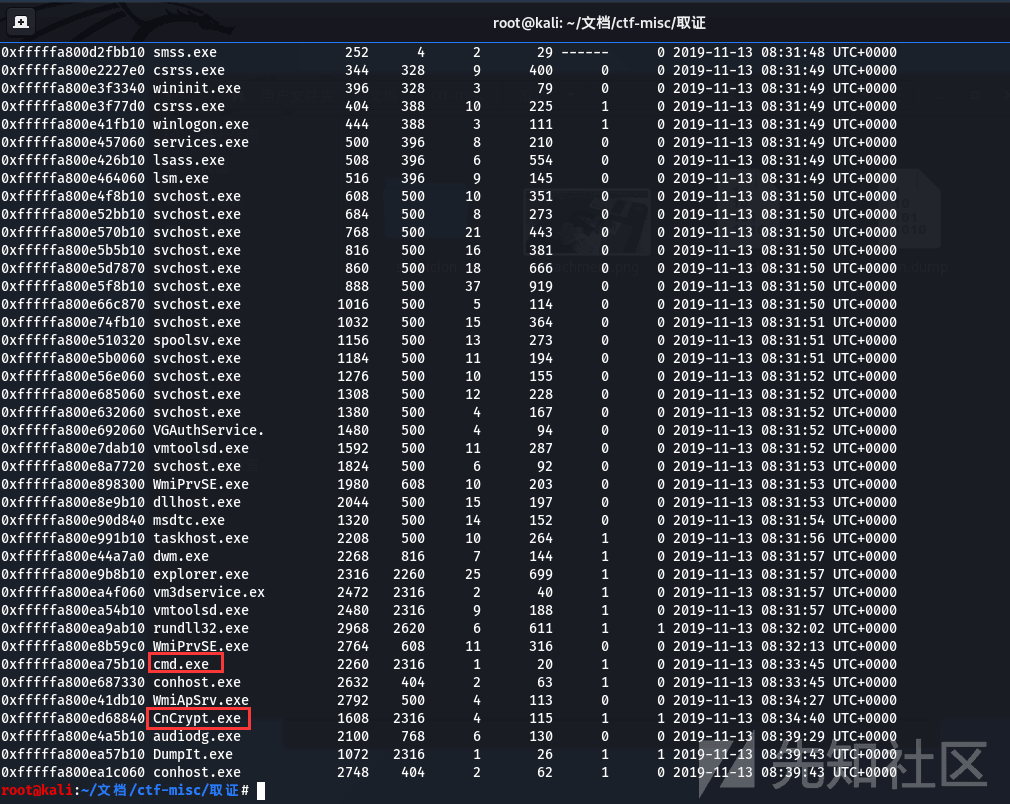 root@kali: ~/文档/ctf-misc/取证
0xfffffa800d2fbb10 smss.exe 252 4 2 29 ------ 0 2019-11-13 08:31:48 UTC+0000
0xfffffa800e2227e0 csrss.exe 344 328 9 400 0 0 2019-11-13 08:31:49 UTC+0000
0xfffffa800e3f3340 wininit.exe 396 328 3 79 0 0 2019-11-13 08:31:49 UTC+0000
0xfffffa800e3f77d0 csrss.exe 404 388 10 225 1 0 2019-11-13 08:31:49 UTC+0000
0xfffffa800e41fb10 winlogon.exe 444 388 3 111 1 0 2019-11-13 08:31:49 UTC+0000
0xfffffa800e457060 services.exe 500 396 8 210 0 0 2019-11-13 08:31:49 UTC+0000
0xfffffa800e426b10 lsass.exe 508 396 6 554 0 0 2019-11-13 08:31:49 UTC+0000
0xfffffa800e464060 lsm.exe 516 396 9 145 0 0 2019-11-13 08:31:49 UTC+0000
0xfffffa800e4f8b10 svchost.exe 608 500 10 351 0 0 2019-11-13 08:31:50 UTC+0000
0xfffffa800e52bb10 svchost.exe 684 500 8 273 0 0 2019-11-13 08:31:50 UTC+0000
0xfffffa800e570b10 svchost.exe 768 500 21 443 0 0 2019-11-13 08:31:50 UTC+0000
0xfffffa800e5b5b10 svchost.exe 816 500 16 381 0 0 2019-11-13 08:31:50 UTC+0000
0xfffffa800e5d7870 svchost.exe 860 500 18 666 0 0 2019-11-13 08:31:50 UTC+0000
0xfffffa800e5f8b10 svchost.exe 888 500 37 919 0 0 2019-11-13 08:31:50 UTC+0000
0xfffffa800e66c870 svchost.exe 1016 500 5 114 0 0 2019-11-13 08:31:50 UTC+0000
0xfffffa800e74fb10 svchost.exe 1032 500 15 364 0 0 2019-11-13 08:31:51 UTC+0000
0xfffffa800e510320 spoolsv.exe 1156 500 13 273 0 0 2019-11-13 08:31:51 UTC+0000
0xfffffa800e5b0060 svchost.exe 1184 500 11 194 0 0 2019-11-13 08:31:51 UTC+0000
0xfffffa800e56e060 svchost.exe 1276 500 10 155 0 0 2019-11-13 08:31:52 UTC+0000
0xfffffa800e685060 svchost.exe 1308 500 12 228 0 0 2019-11-13 08:31:52 UTC+0000
0xfffffa800e632060 svchost.exe 1380 500 4 167 0 0 2019-11-13 08:31:52 UTC+0000
0xfffffa800e692060 VGAuthService. 1480 500 4 94 0 0 2019-11-13 08:31:52 UTC+0000
0xfffffa800e7dab10 vmtoolsd.exe 1592 500 11 287 0 0 2019-11-13 08:31:52 UTC+0000
0xfffffa800e8a7720 svchost.exe 1824 500 6 92 0 0 2019-11-13 08:31:53 UTC+0000
0xfffffa800e898300 WmiPrvSE.exe 1980 608 10 203 0 0 2019-11-13 08:31:53 UTC+0000
0xfffffa800e8e9b10 dllhost.exe 2044 500 15 197 0 0 2019-11-13 08:31:53 UTC+0000
0xfffffa800e90d840 msdtc.exe 1320 500 14 152 0 0 2019-11-13 08:31:54 UTC+0000
0xfffffa800e991b10 taskhost.exe 2208 500 10 264 1 0 2019-11-13 08:31:56 UTC+0000
0xfffffa800e44a7a0 dwm.exe 2268 816 7 144 1 0 2019-11-13 08:31:57 UTC+0000
0xfffffa800e9b8b10 explorer.exe 2316 2260 25 699 1 0 2019-11-13 08:31:57 UTC+0000
0xfffffa800ea4f060 vm3dservice.ex 2472 2316 2 40 1 0 2019-11-13 08:31:57 UTC+0000
0xfffffa800ea54b10 vmtoolsd.exe 2480 2316 9 188 1 0 2019-11-13 08:31:57 UTC+0000
0xfffffa800ea9ab10 rundll32.exe 2968 2620 6 611 1 1 2019-11-13 08:32:02 UTC+0000
0xfffffa800e8b59c0 WmiPrvSE.exe 2764 608 11 316 0 0 2019-11-13 08:32:13 UTC+0000
0xfffffa800ea75b10 cmd.exe 2260 2316 1 20 1 0 2019-11-13 08:33:45 UTC+0000
0xfffffa800e687330 conhost.exe 2632 404 2 63 1 0 2019-11-13 08:33:45 UTC+0000
0xfffffa800e41db10 WmiApSrv.exe 2792 500 4 113 0 0 2019-11-13 08:34:27 UTC+0000
0xfffffa800ed68840 CnCrypt.exe 1608 2316 4 115 1 1 2019-11-13 08:34:40 UTC+0000
0xfffffa800e4a5b10 audiodg.exe 2100 768 6 130 0 0 2019-11-13 08:39:29 UTC+0000
0xfffffa800ea57b10 DumpIt.exe 1072 2316 1 26 1 1 2019-11-13 08:39:43 UTC+0000
0xfffffa800ea1c060 conhost.exe 2748 404 2 62 1 0 2019-11-13 08:39:43 UTC+0000
root@kali:~/文档/ctf-misc/取证#
先知社区